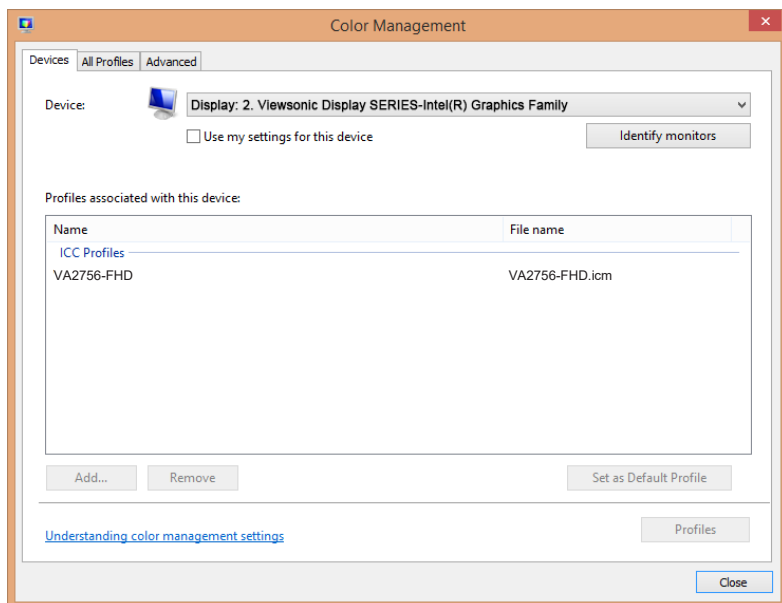 Color Management
Devices All Profiles Advanced
Device: Display: 2. Viewsonic Display SERIES-Intel(R) Graphics Family
Use my settings for this device Identify monitors
Profiles associated with this device:
Name File name
ICC Profiles
VA2756-FHD VA2756-FHD.icm
Add... Remove Set as Default Profile
Understanding color management settings Profiles
Close